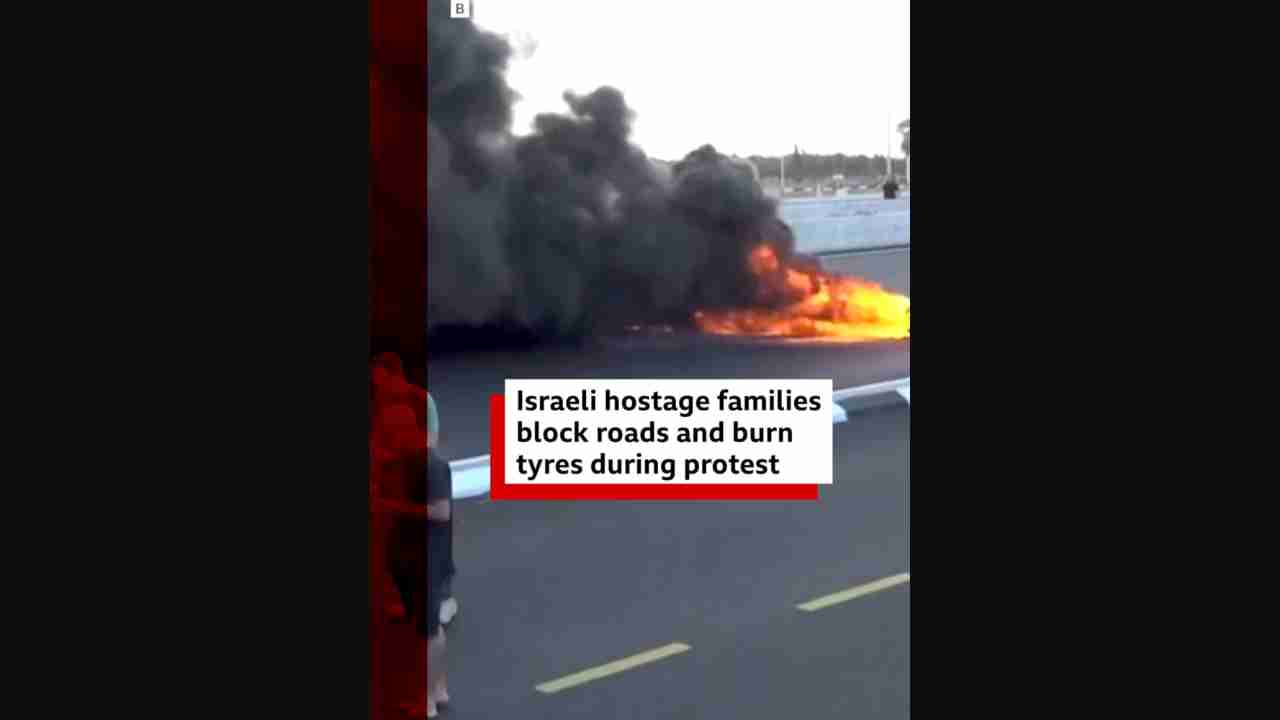 B
Israeli hostage families
block roads and burn
tyres during protest